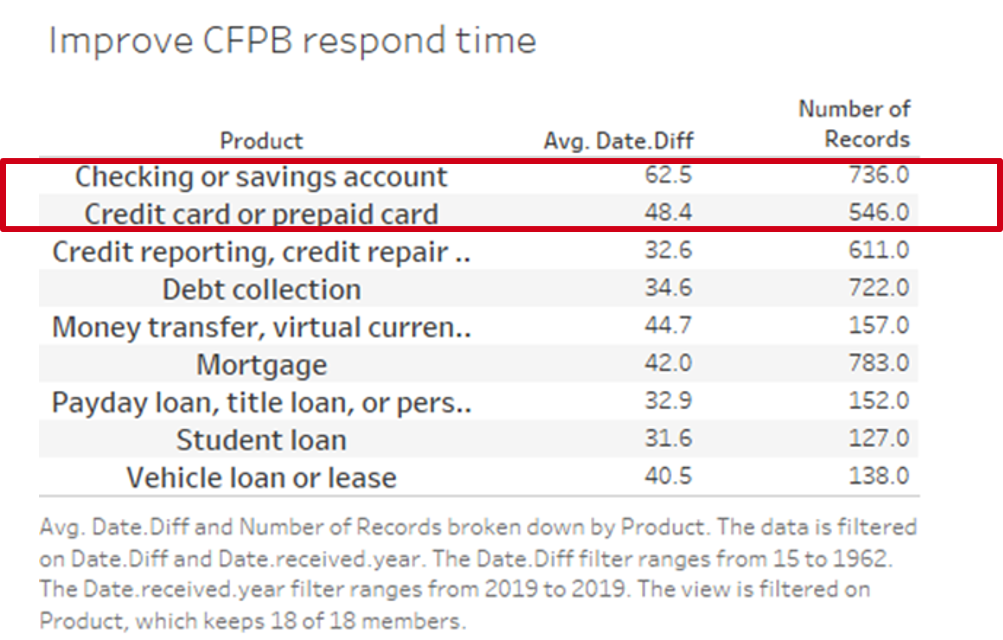 Improve CFPB respond time
Number of
Product Avg. Date.Diff Records
Checking or savings account 62.5 736.0
Credit card or prepaid card 48.4 546.0
Credit reporting, credit repair .. 32.6 611.0
Debt collection 34.6 722.0
Money transfer, virtual curren.. 44.7 157.0
Mortgage 42.0 783.0
Payday loan, title loan, or pers.. 32.9 152.0
Student loan 31.6 127.0
Vehicle loan or lease 40.5 138.0
Avg. Date.Diff and Number of Records broken down by Product. The data is filtered
on Date.Diff and Date.received.year. The Date.Diff filter ranges from 15 to 1962.
The Date.received.year filter ranges from 2019 to 2019. The view is filtered on
Product, which keeps 18 of 18 members.